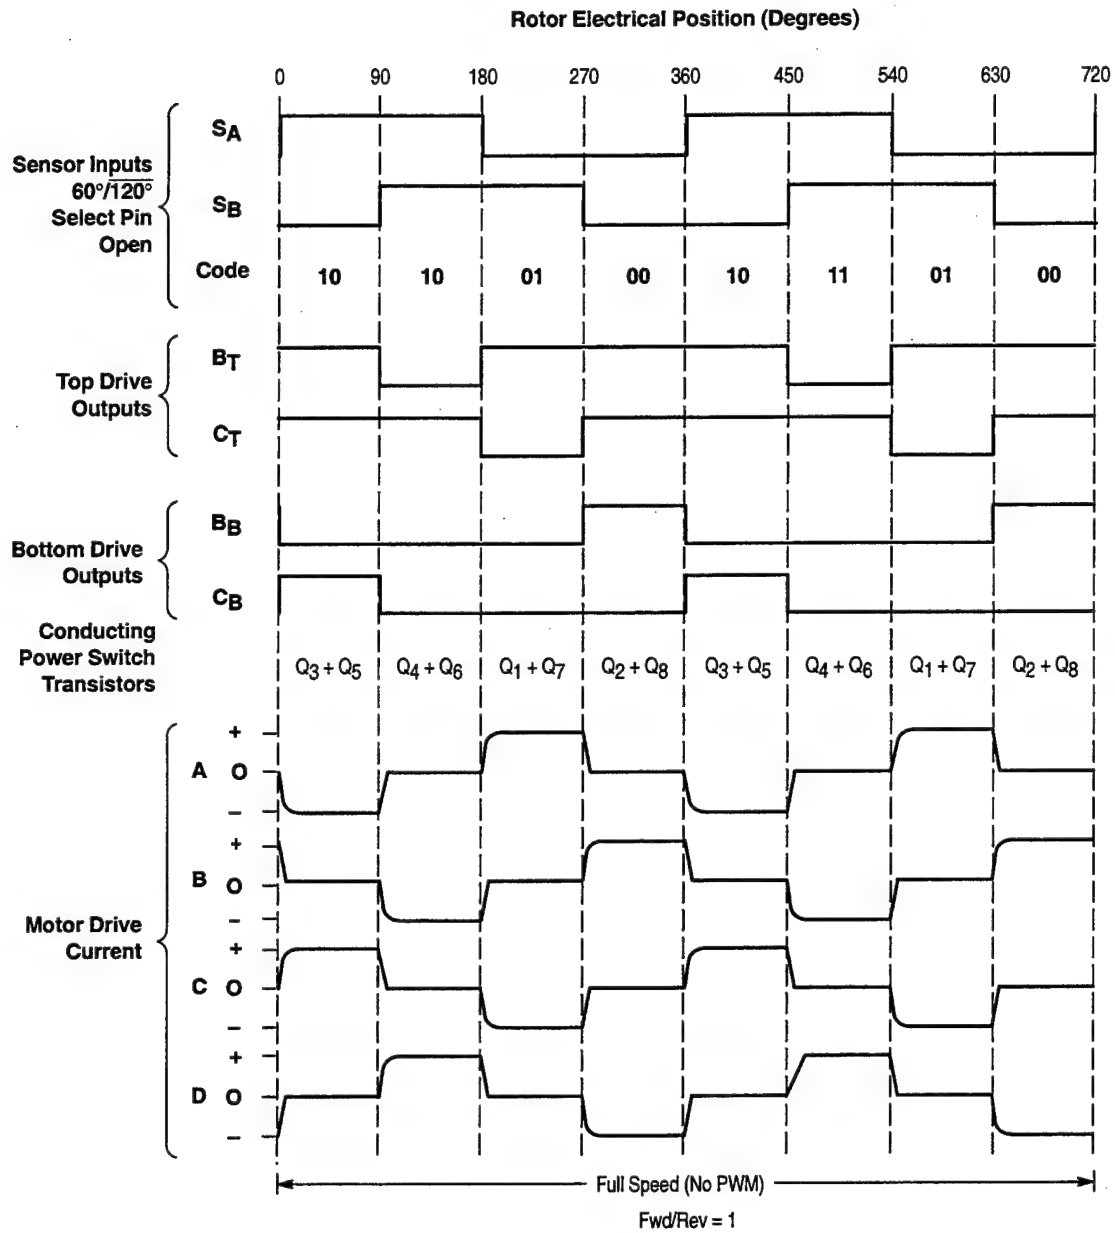 Rotor Electrical Position (Degrees)
0 90 180 270 360 450 540 630 720
Sensor Inputs
60°/120°
Select Pin
Open
SA
SB
Code 10 10 01 00 10 11 01 00
Top Drive
Outputs
BT
CT
Bottom Drive
Outputs
BB
CB
Conducting
Power Switch
Transistors
Q3 + Q5 Q4 + Q6 Q1 + Q7 Q2 + Q8 Q3 + Q5 Q4 + Q6 Q1 + Q7 Q2 + Q8
Motor Drive
Current
+
A O
–
+
B O
–
+
C O
–
+
D O
–
Full Speed (No PWM)
Fwd/Rev = 1